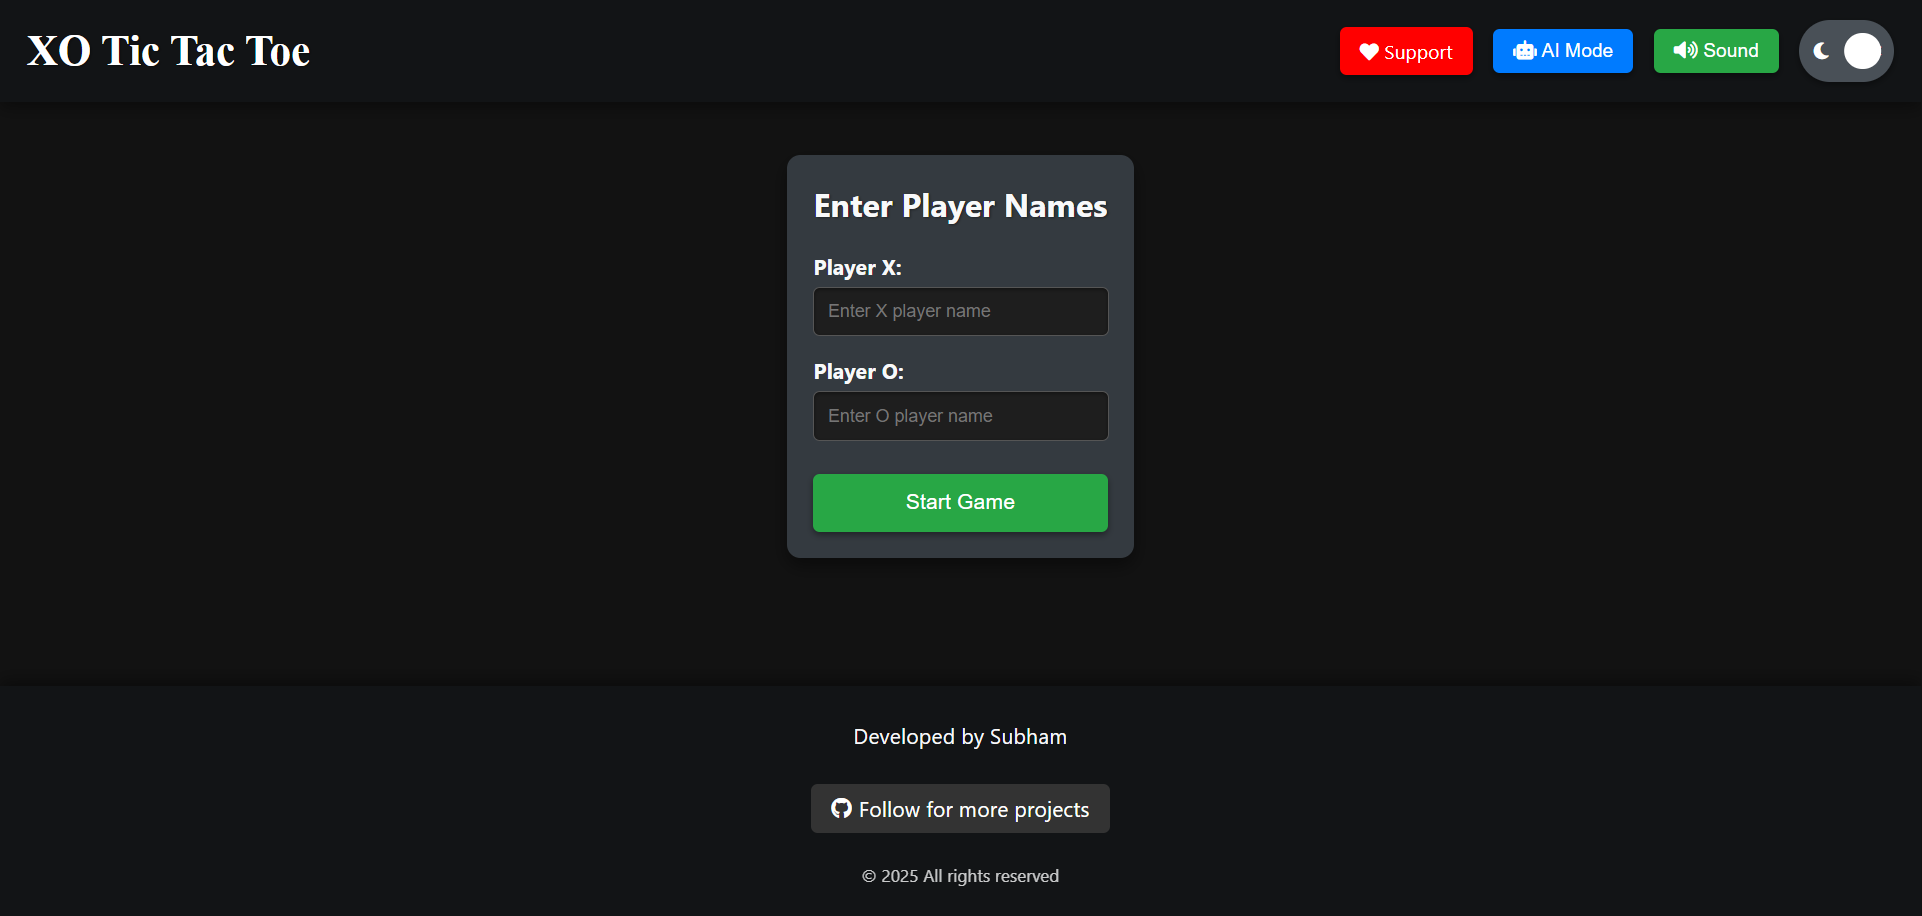 XO Tic Tac Toe
Support
AI Mode
Sound
Enter Player Names
Player X:
Enter X player name
Player O:
Enter O player name
Start Game
Developed by Subham
Follow for more projects
© 2025 All rights reserved